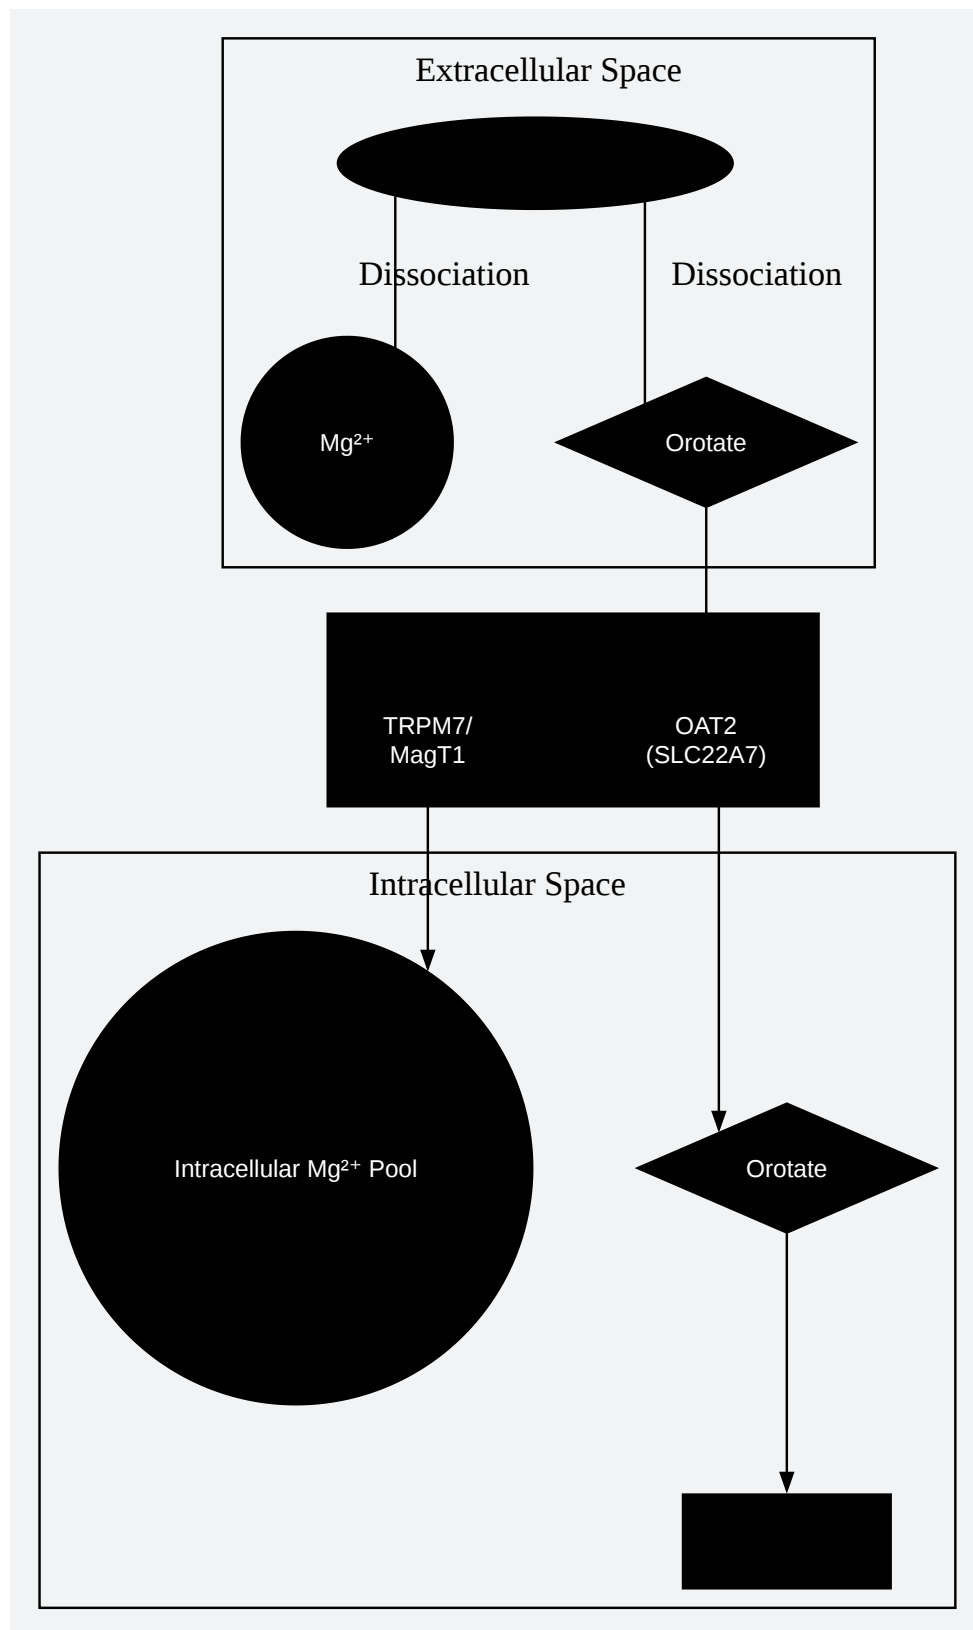 Extracellular Space
Dissociation
Dissociation
Mg²⁺
Orotate
TRPM7/
MagT1
OAT2
(SLC22A7)
Intracellular Space
Intracellular Mg²⁺ Pool
Orotate